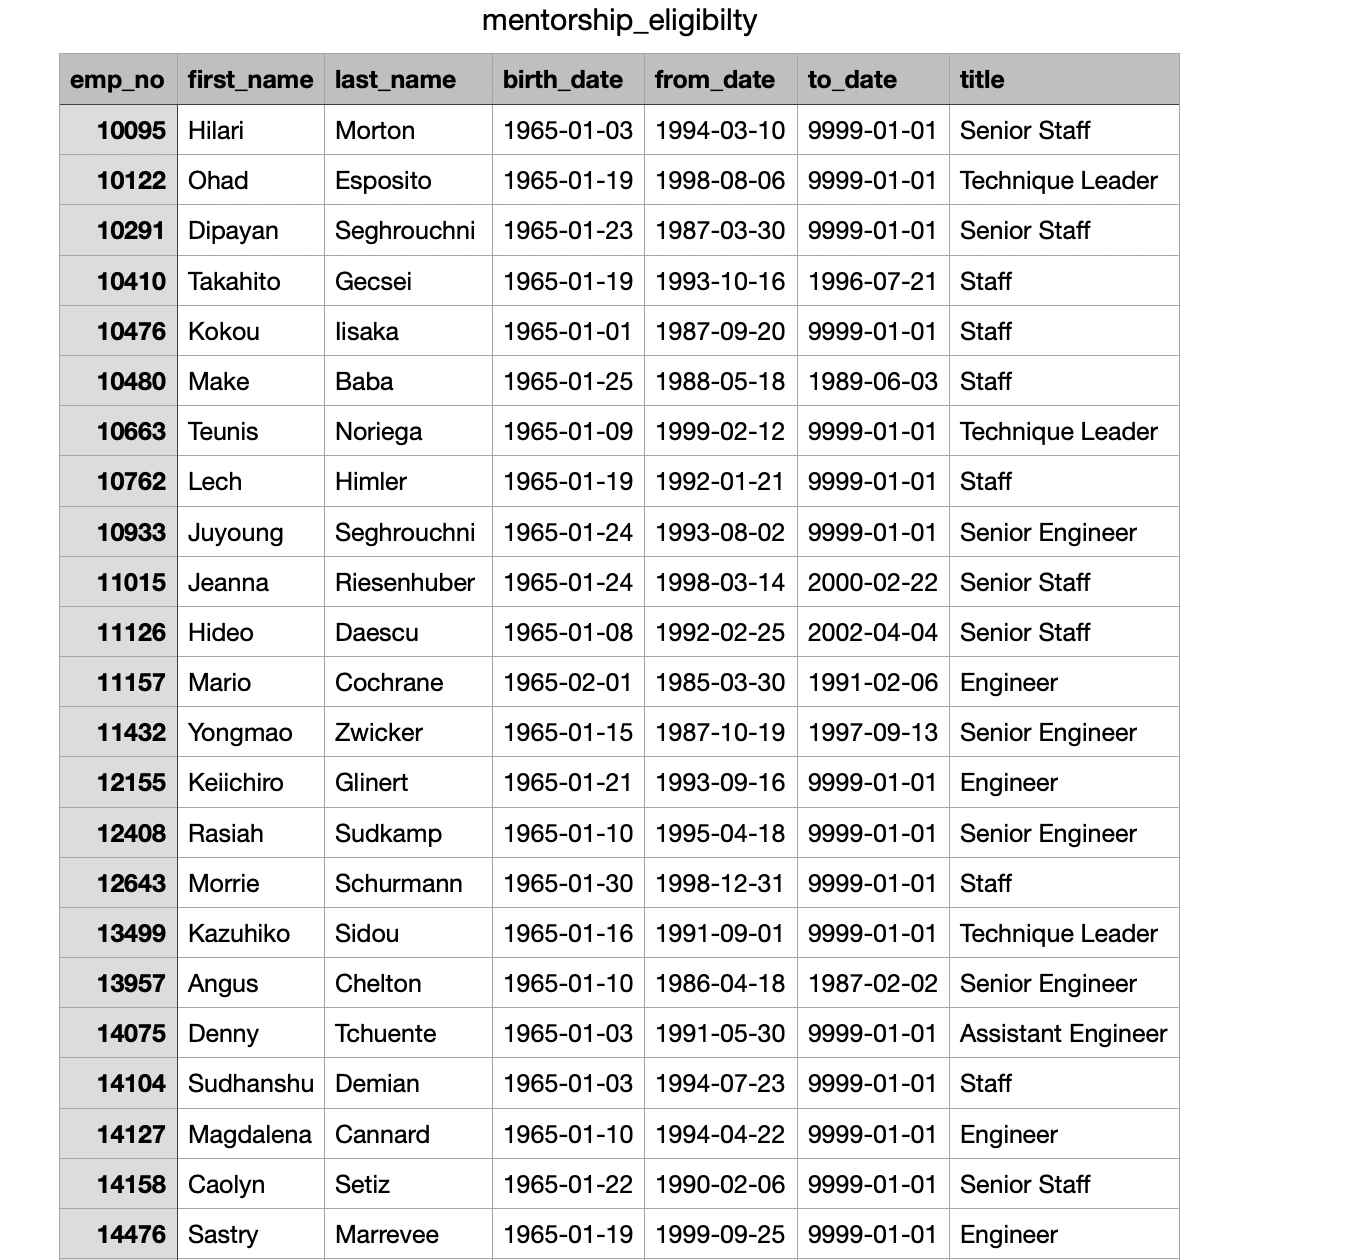 mentorship_eligibilty
emp_no first_name last_name birth_date from_date to_date title
10095 Hilari Morton 1965-01-03 1994-03-10 9999-01-01 Senior Staff
10122 Ohad Esposito 1965-01-19 1998-08-06 9999-01-01 Technique Leader
10291 Dipayan Seghrouchni 1965-01-23 1987-03-30 9999-01-01 Senior Staff
10410 Takahito Gecsei 1965-01-19 1993-10-16 1996-07-21 Staff
10476 Kokou Iisaka 1965-01-01 1987-09-20 9999-01-01 Staff
10480 Make Baba 1965-01-25 1988-05-18 1989-06-03 Staff
10663 Teunis Noriega 1965-01-09 1999-02-12 9999-01-01 Technique Leader
10762 Lech Himler 1965-01-19 1992-01-21 9999-01-01 Staff
10933 Juyoung Seghrouchni 1965-01-24 1993-08-02 9999-01-01 Senior Engineer
11015 Jeanna Riesenhuber 1965-01-24 1998-03-14 2000-02-22 Senior Staff
11126 Hideo Daescu 1965-01-08 1992-02-25 2002-04-04 Senior Staff
11157 Mario Cochrane 1965-02-01 1985-03-30 1991-02-06 Engineer
11432 Yongmao Zwicker 1965-01-15 1987-10-19 1997-09-13 Senior Engineer
12155 Keiichiro Glinert 1965-01-21 1993-09-16 9999-01-01 Engineer
12408 Rasiah Sudkamp 1965-01-10 1995-04-18 9999-01-01 Senior Engineer
12643 Morrie Schurmann 1965-01-30 1998-12-31 9999-01-01 Staff
13499 Kazuhiko Sidou 1965-01-16 1991-09-01 9999-01-01 Technique Leader
13957 Angus Chelton 1965-01-10 1986-04-18 1987-02-02 Senior Engineer
14075 Denny Tchuente 1965-01-03 1991-05-30 9999-01-01 Assistant Engineer
14104 Sudhanshu Demian 1965-01-03 1994-07-23 9999-01-01 Staff
14127 Magdalena Cannard 1965-01-10 1994-04-22 9999-01-01 Engineer
14158 Caolyn Setiz 1965-01-22 1990-02-06 9999-01-01 Senior Staff
14476 Sastry Marrevee 1965-01-19 1999-09-25 9999-01-01 Engineer